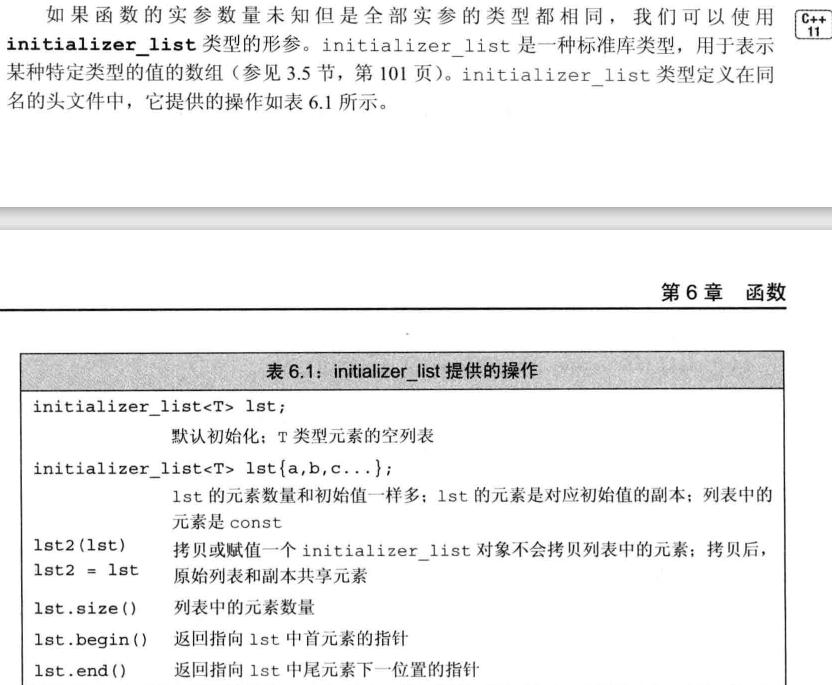 如果函数的实参数量未知但是全部实参的类型都相同，我们可以使用
C++
11
initializer_list 类型的形参。initializer_list 是一种标准库类型，用于表示
某种特定类型的值的数组（参见 3.5 节，第 101 页）。initializer_list 类型定义在同
名的头文件中，它提供的操作如表 6.1 所示。
第 6 章 函数
表 6.1：initializer_list 提供的操作
initializer_list<T> lst;
默认初始化；T 类型元素的空列表
initializer_list<T> lst{a,b,c...};
lst 的元素数量和初始值一样多；lst 的元素是对应初始值的副本；列表中的
元素是 const
lst2(lst) 拷贝或赋值一个 initializer_list 对象不会拷贝列表中的元素；拷贝后，
lst2 = lst 原始列表和副本共享元素
lst.size() 列表中的元素数量
lst.begin() 返回指向 lst 中首元素的指针
lst.end() 返回指向 lst 中尾元素下一位置的指针